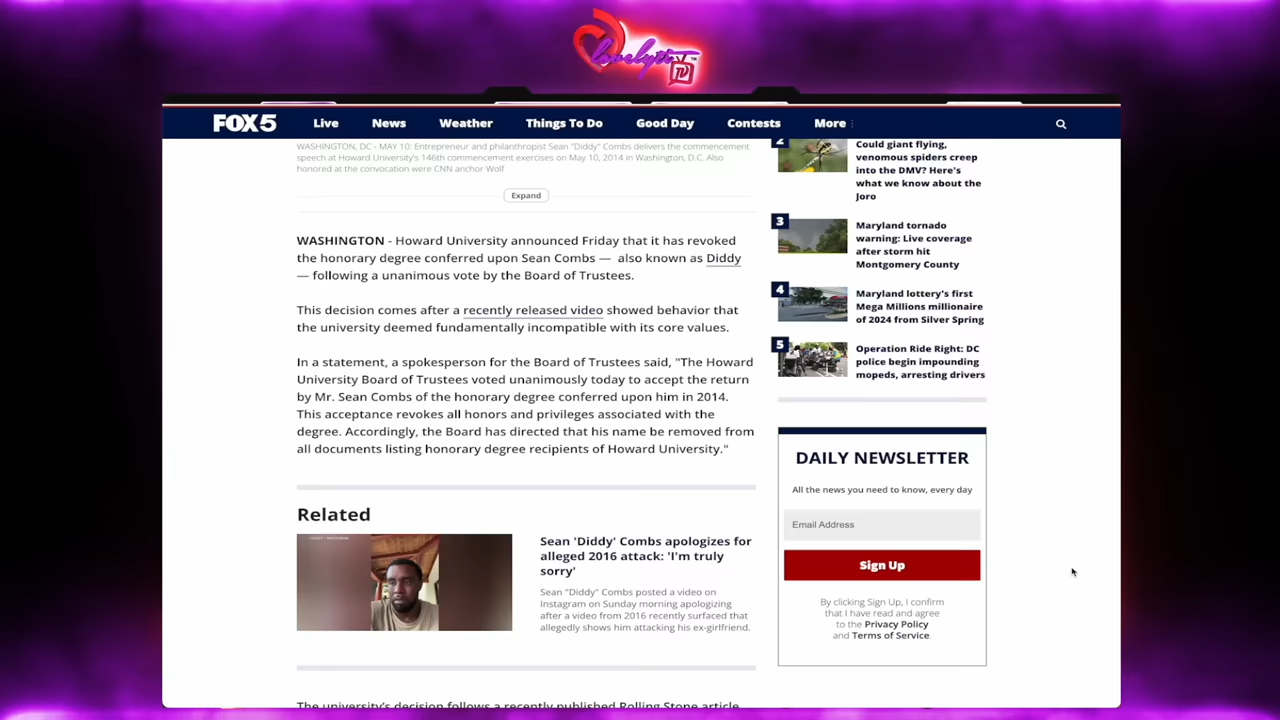 lovelyti TV
FOX 5
Live
News
Weather
Things To Do
Good Day
Contests
More
WASHINGTON, DC - MAY 10: Entrepreneur and philanthropist Sean "Diddy" Combs delivers the commencement
speech at Howard University's 146th commencement exercises on May 10, 2014 in Washington, D.C. Also
honored at the convocation were CNN anchor Wolf
Expand
WASHINGTON - Howard University announced Friday that it has revoked
the honorary degree conferred upon Sean Combs — also known as Diddy
— following a unanimous vote by the Board of Trustees.
This decision comes after a recently released video showed behavior that
the university deemed fundamentally incompatible with its core values.
In a statement, a spokesperson for the Board of Trustees said, "The Howard
University Board of Trustees voted unanimously today to accept the return
by Mr. Sean Combs of the honorary degree conferred upon him in 2014.
This acceptance revokes all honors and privileges associated with the
degree. Accordingly, the Board has directed that his name be removed from
all documents listing honorary degree recipients of Howard University."
Related
Sean 'Diddy' Combs apologizes for
alleged 2016 attack: 'I'm truly
sorry'
Sean "Diddy" Combs posted a video on
Instagram on Sunday morning apologizing
after a video from 2016 recently surfaced that
allegedly shows him attacking his ex-girlfriend.
The university's decision follows a recently published Rolling Stone article
2
Could giant flying,
venomous spiders creep
into the DMV? Here's
what we know about the
Joro
3
Maryland tornado
warning: Live coverage
after storm hit
Montgomery County
4
Maryland lottery's first
Mega Millions millionaire
of 2024 from Silver Spring
5
Operation Ride Right: DC
police begin impounding
mopeds, arresting drivers
DAILY NEWSLETTER
All the news you need to know, every day
Email Address
Sign Up
By clicking Sign Up, I confirm
that I have read and agree
to the Privacy Policy
and Terms of Service.